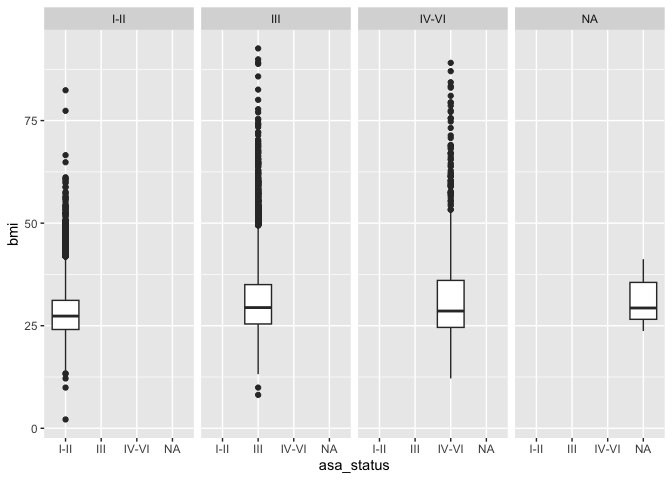 I-II III IV-VI NA
75
50
25
0
bmi
I-II III IV-VI NA I-II III IV-VI NA I-II III IV-VI NA I-II III IV-VI NA
asa_status